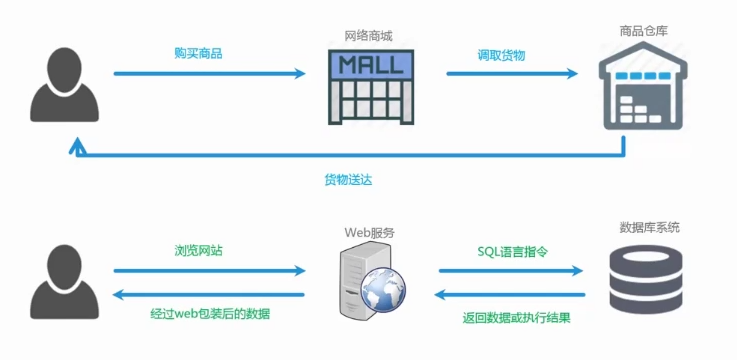 网络商城
商品仓库
购买商品
调取货物
MALL
货物送达
Web服务
数据库系统
浏览网站
SQL语言指令
经过web包装后的数据
返回数据或执行结果